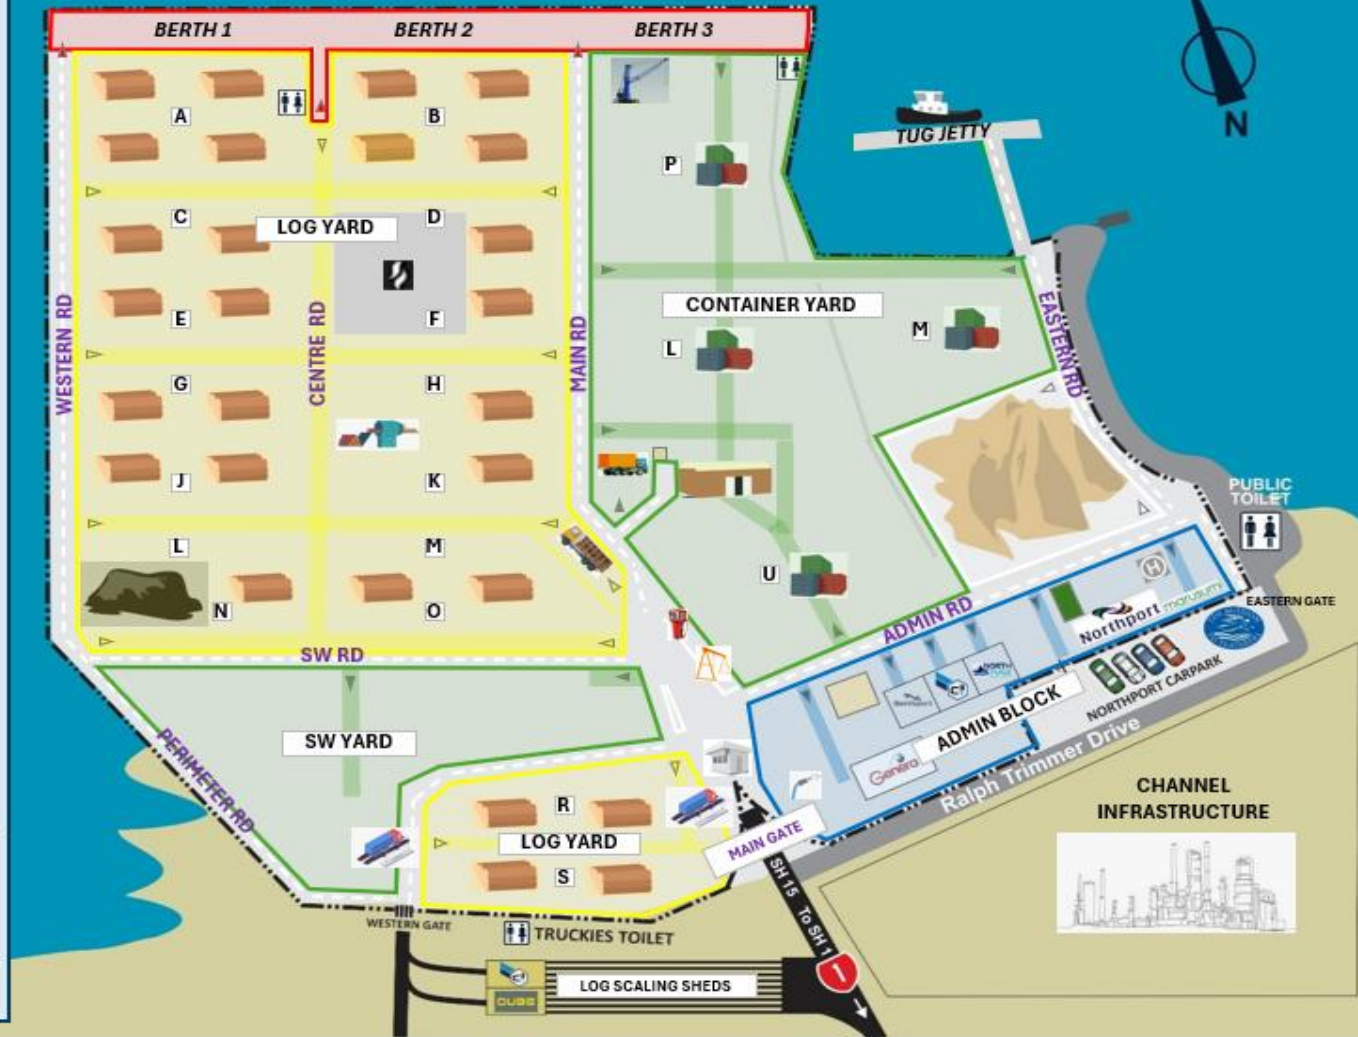 BERTH 1
BERTH 2
BERTH 3
N
TUG JETTY
A
B
P
C
LOG YARD
D
E
F
CONTAINER YARD
L
M
WESTERN RD
CENTRE RD
MAIN RD
EASTERN RD
G
H
J
K
PUBLIC
TOILET
L
M
N
O
U
H
Northport
marusumi
EASTERN GATE
ADMIN RD
SW RD
NORTHPORT CARPARK
ADMIN BLOCK
Genera
Ralph Trimmer Drive
SW YARD
PERIMETER RD
R
LOG YARD
S
MAIN GATE
CHANNEL
INFRASTRUCTURE
SH 15 To SH 1
1
WESTERN GATE
TRUCKIES TOILET
LOG SCALING SHEDS
CUBE